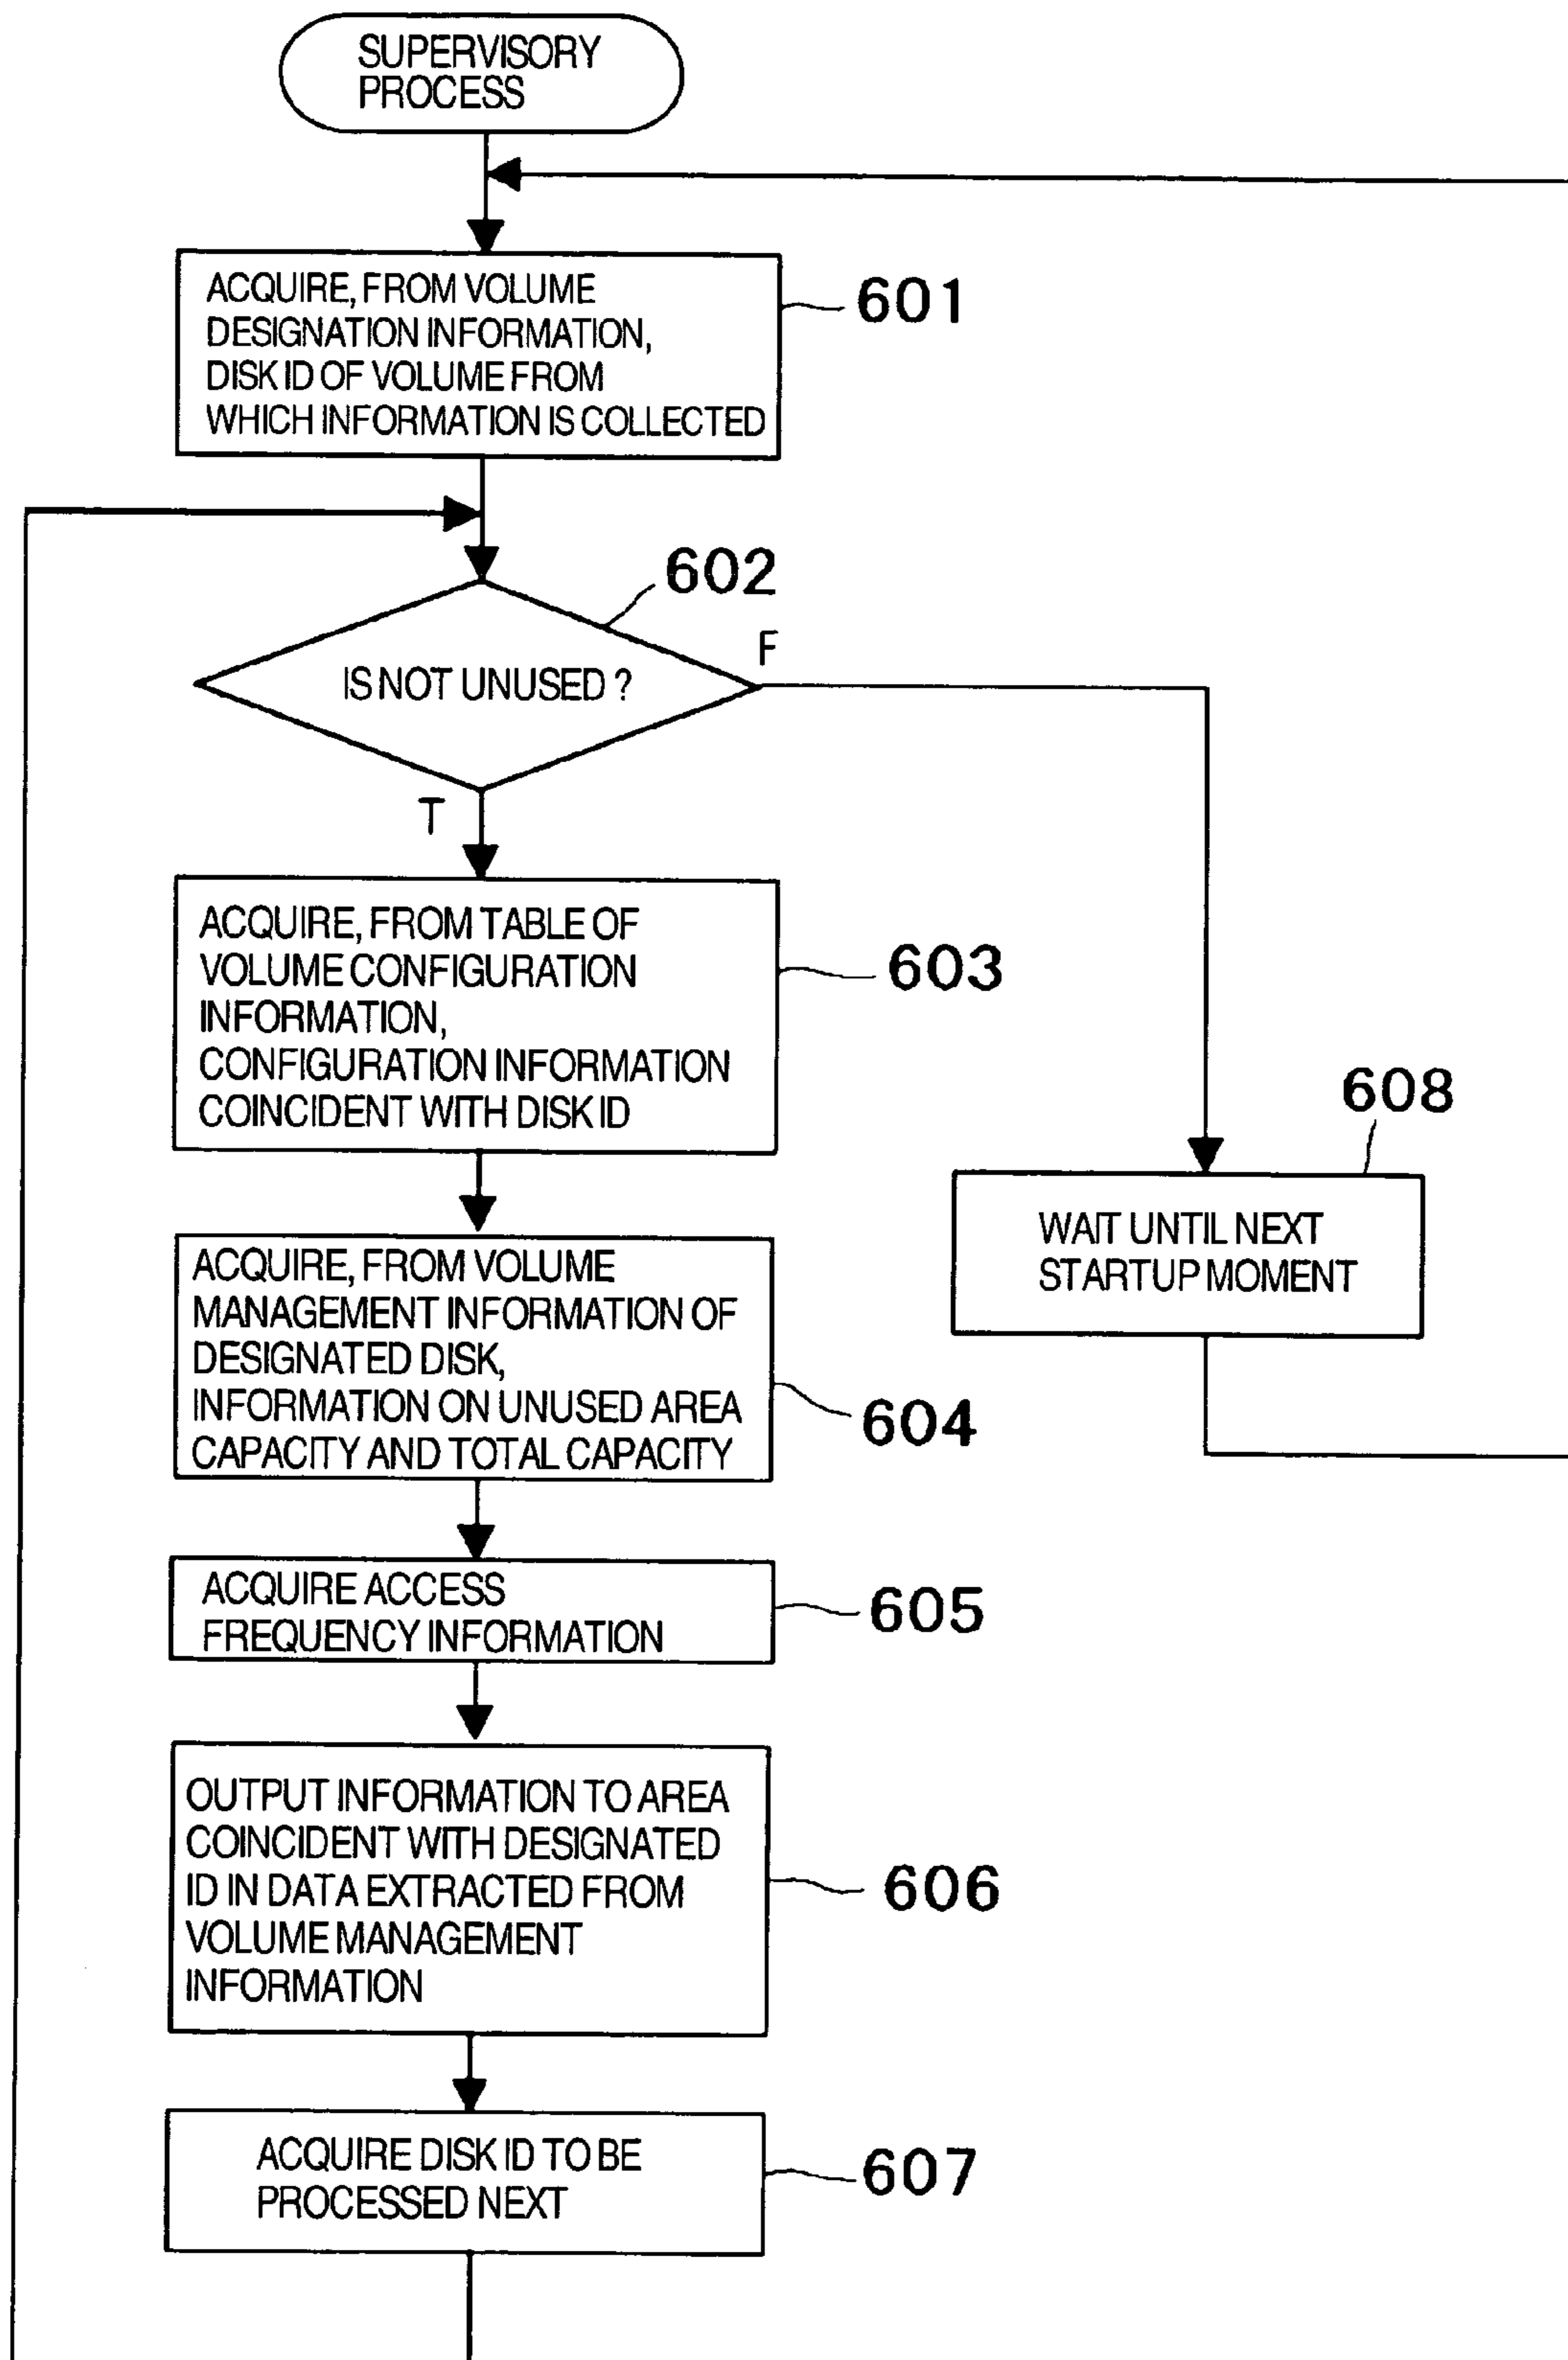 SUPERVISORY
PROCESS
ACQUIRE, FROM VOLUME
DESIGNATION INFORMATION,
DISK ID OF VOLUME FROM
WHICH INFORMATION IS COLLECTED
601
602
IS NOT UNUSED ?
F
T
ACQUIRE, FROM TABLE OF
VOLUME CONFIGURATION
INFORMATION,
CONFIGURATION INFORMATION
COINCIDENT WITH DISK ID
603
608
WAIT UNTIL NEXT
STARTUP MOMENT
ACQUIRE, FROM VOLUME
MANAGEMENT INFORMATION OF
DESIGNATED DISK,
INFORMATION ON UNUSED AREA
CAPACITY AND TOTAL CAPACITY
604
ACQUIRE ACCESS
FREQUENCY INFORMATION
605
OUTPUT INFORMATION TO AREA
COINCIDENT WITH DESIGNATED
ID IN DATA EXTRACTED FROM
VOLUME MANAGEMENT
INFORMATION
606
ACQUIRE DISK ID TO BE
PROCESSED NEXT
607